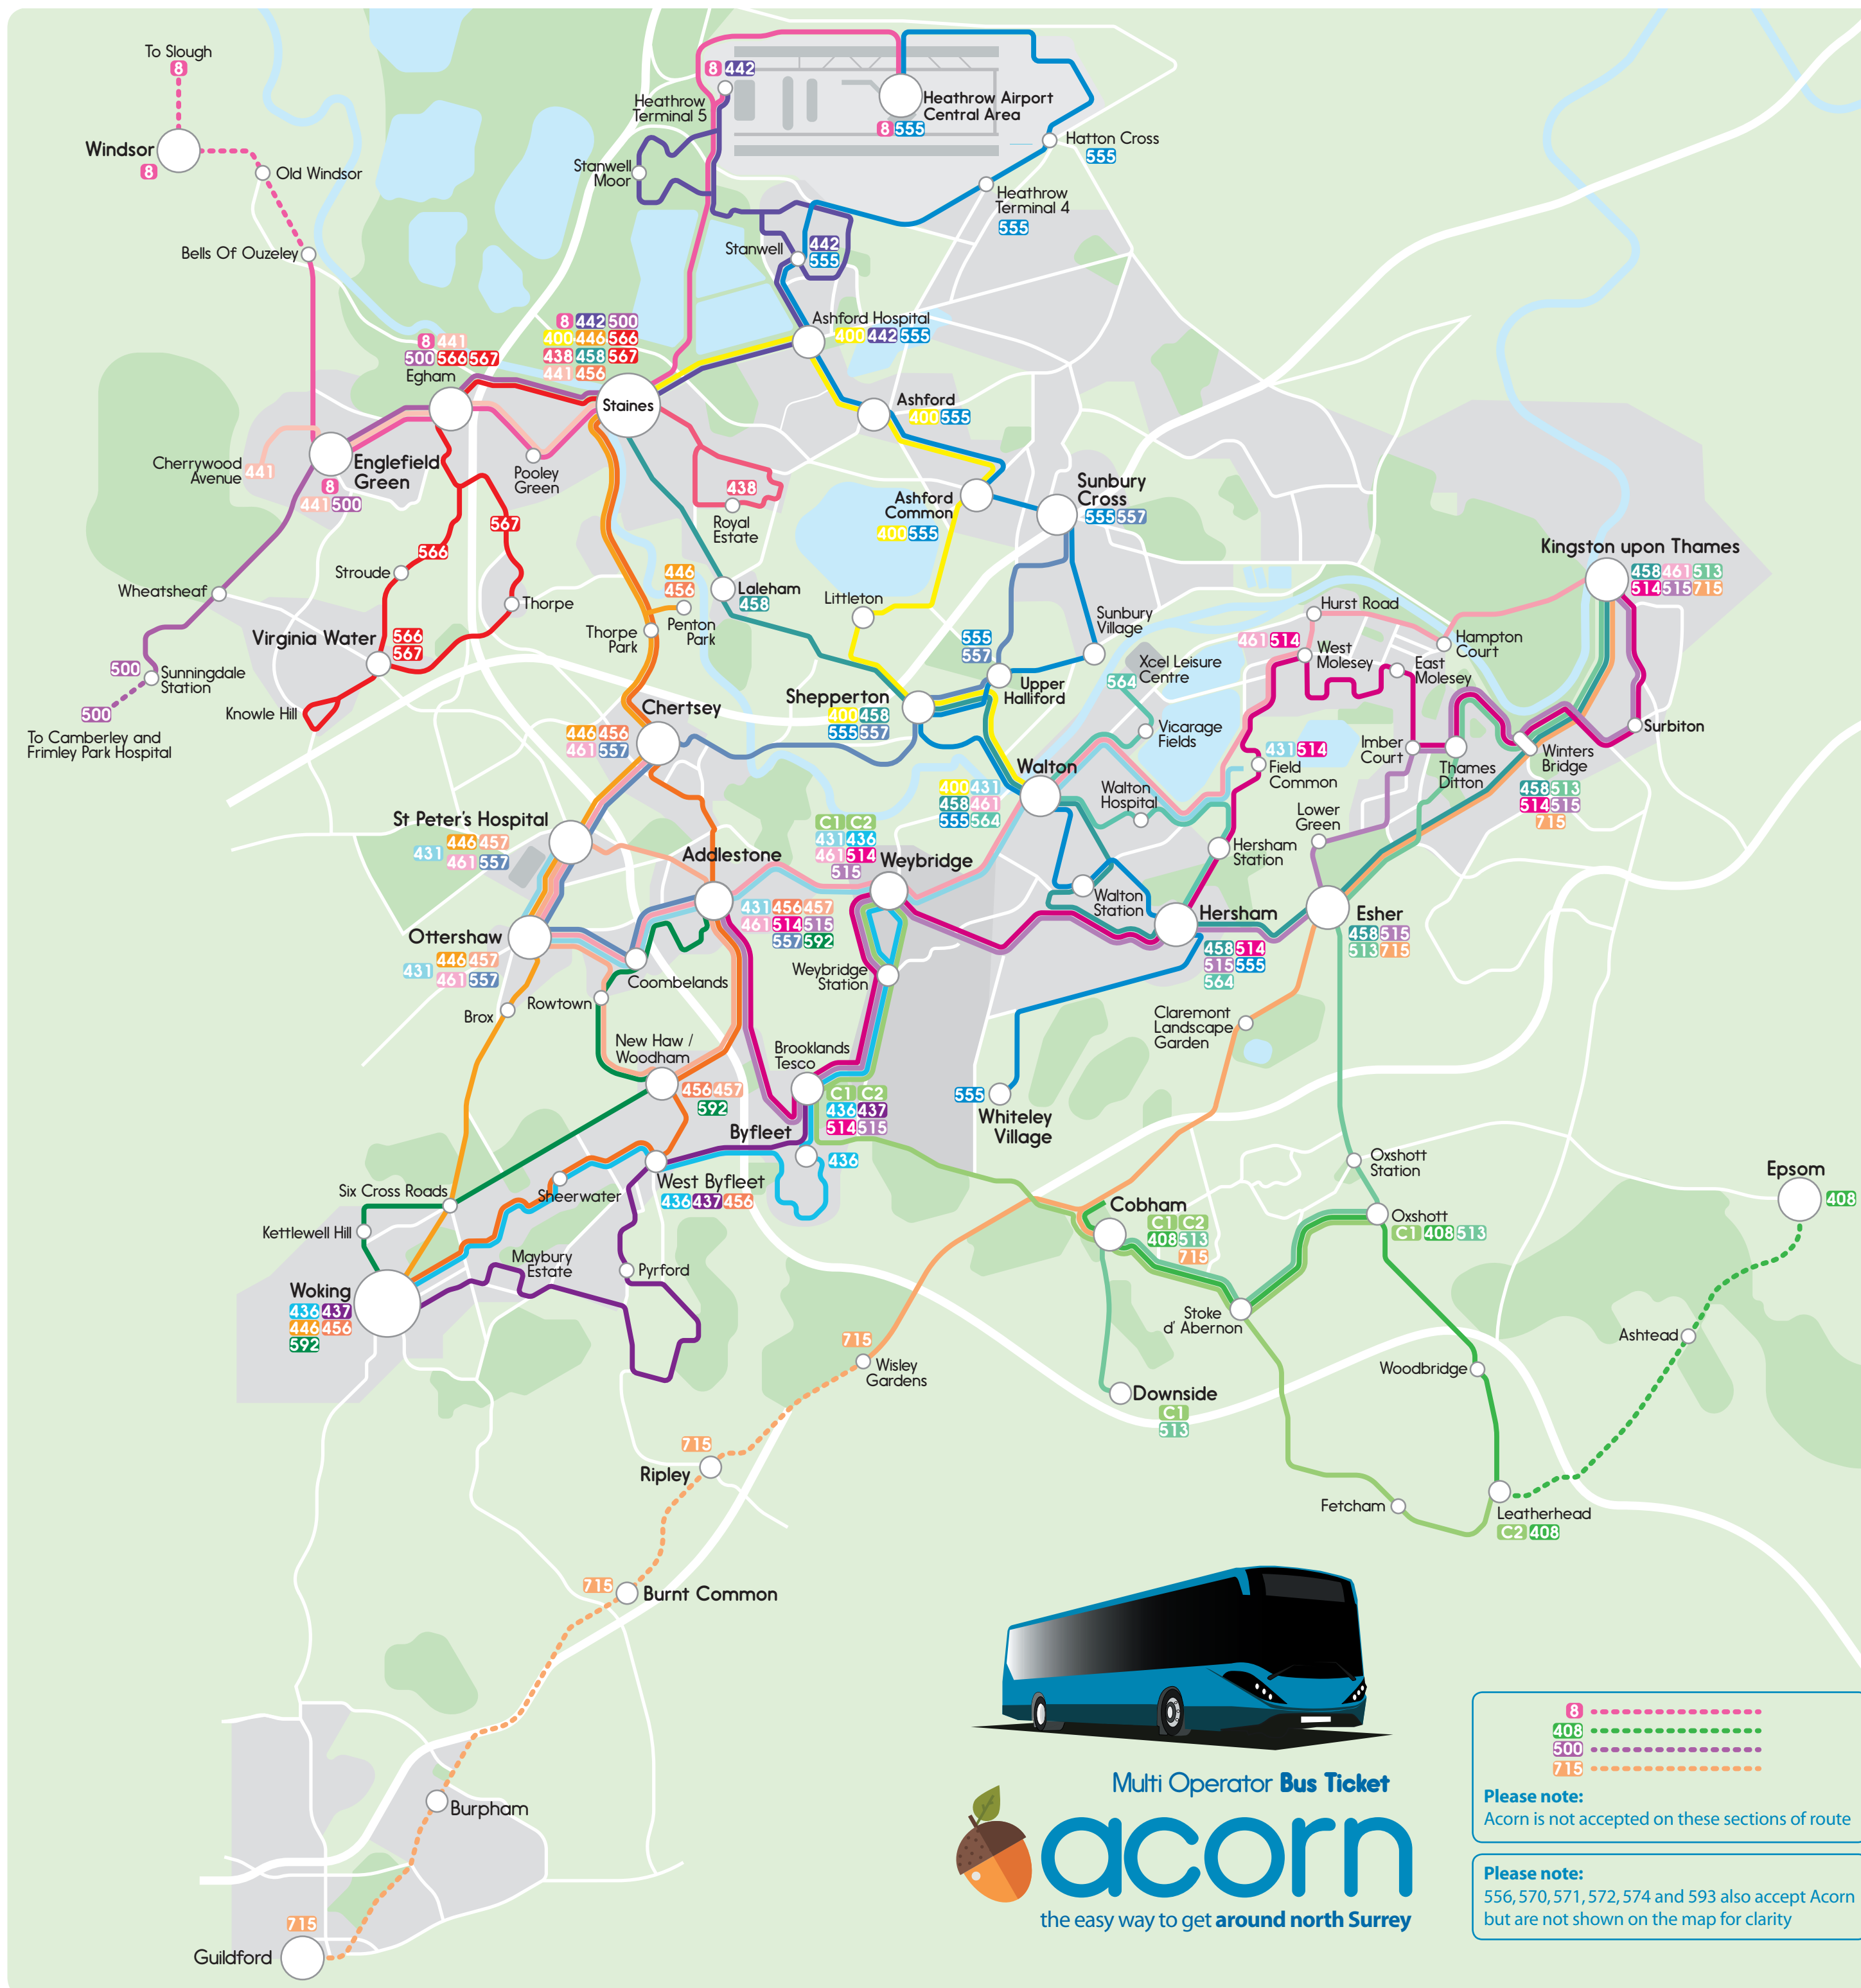 To Slough
8
Windsor
8
Old Windsor
Bells Of Ouzeley
8 442
Heathrow
Terminal 5
Heathrow Airport
Central Area
8 555
Hatton Cross
555
Stanwell
Moor
Heathrow
Terminal 4
555
Stanwell
442
555
Ashford Hospital
400 442 555
8 441
500 566 567
Egham
8 442 500
400 446 566
438 458 567
441 456
Staines
Ashford
400 555
Cherrywood
Avenue
441
Englefield
Green
8
441 500
Pooley
Green
438
Royal
Estate
Ashford
Common
400 555
Sunbury
Cross
555 557
567
566
Stroude
Wheatsheaf
Thorpe
446
456
Penton
Park
Laleham
458
Littleton
Kingston upon Thames
458 461 513
514 515 715
Virginia Water
566
567
Thorpe
Park
555
557
Sunbury
Village
Hurst Road
461 514
West
Molesey
Hampton
Court
East
Molesey
500
Sunningdale
Station
500
To Camberley and
Frimley Park Hospital
Knowle Hill
Chertsey
446 456
461 557
Shepperton
400 458
555 557
Upper
Halliford
Xcel Leisure
Centre
564
Vicarage
Fields
431 514
Field
Common
Imber
Court
Thames
Ditton
Winters
Bridge
458 513
514 515
715
Surbiton
Walton
400 431
458 461
555 564
Walton
Hospital
Lower
Green
Hersham
Station
St Peter's Hospital
446 457
431
461 557
Addlestone
431 456 457
461 514 515
557 592
C1 C2
431 436
461 514
515
Weybridge
Walton
Station
Hersham
458 514
515 555
564
Esher
458 515
513 715
Ottershaw
446 457
431
461 557
Coombelands
Rowtown
Brox
Weybridge
Station
Claremont
Landscape
Garden
New Haw /
Woodham
456 457
592
Brooklands
Tesco
C1 C2
436 437
514 515
555
Whiteley
Village
Byfleet
436
Oxshott
Station
Epsom
408
Six Cross Roads
Sheerwater
West Byfleet
436 437 456
Kettlewell Hill
Cobham
C1 C2
408 513
715
Oxshott
C1 408 513
Maybury
Estate
Pyrford
Woking
436 437
446 456
592
Stoke
d' Abernon
Ashtead
715
Wisley
Gardens
Woodbridge
Downside
C1
513
715
Ripley
Fetcham
Leatherhead
C2 408
715
Burnt Common
Burpham
715
Guildford
Multi Operator Bus Ticket
acorn
the easy way to get around north Surrey
8
408
500
715
Please note:
Acorn is not accepted on these sections of route
Please note:
556, 570, 571, 572, 574 and 593 also accept Acorn
but are not shown on the map for clarity